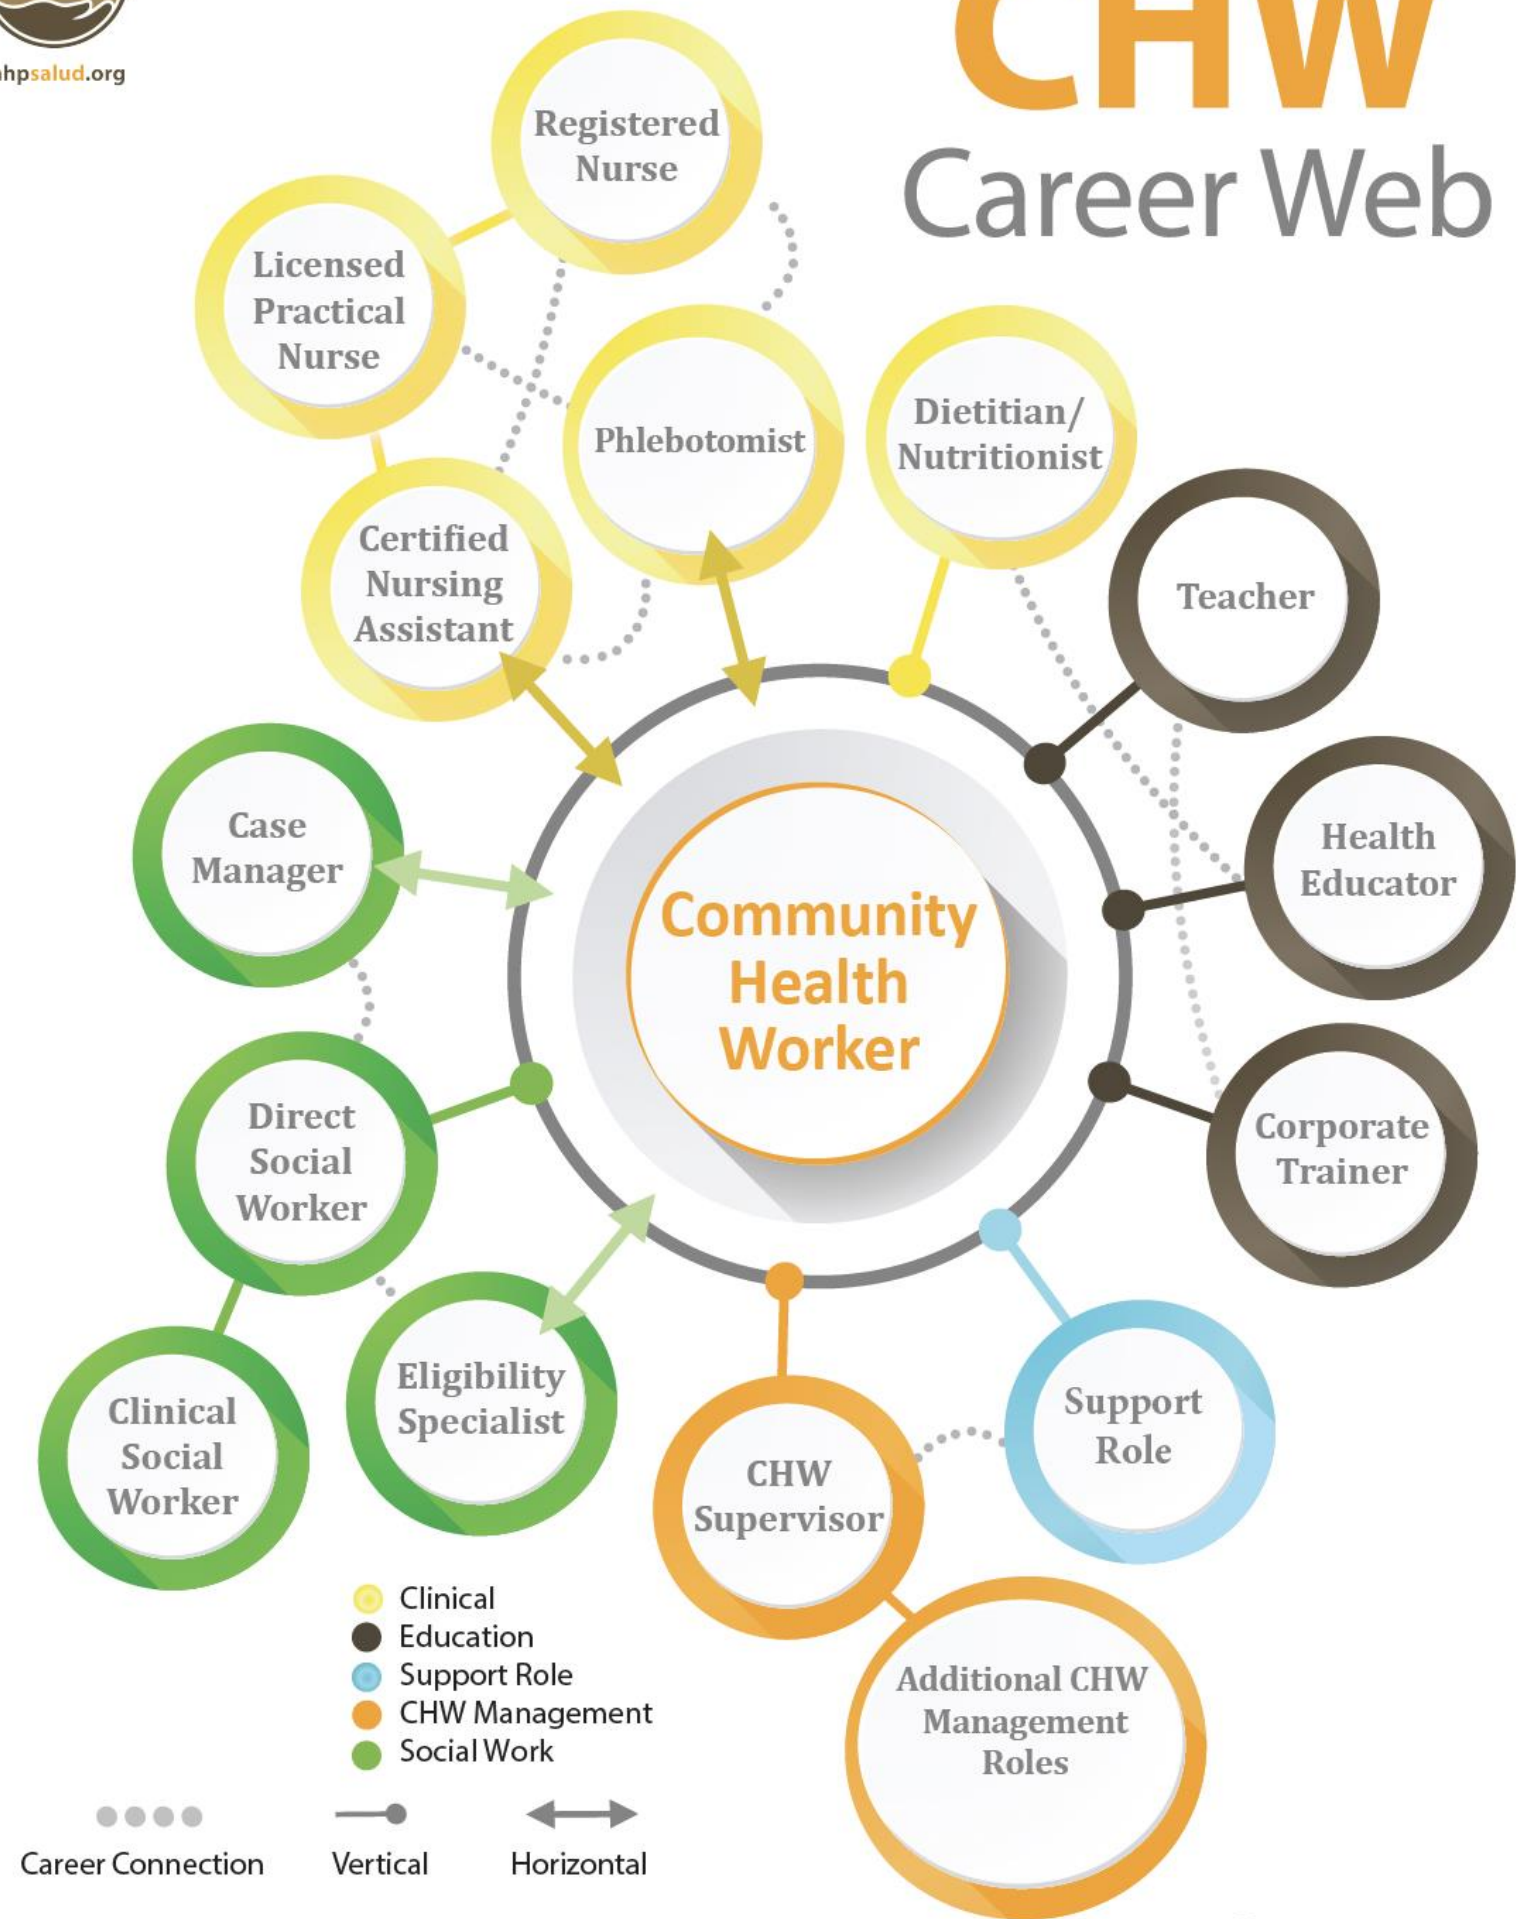 hpsalud.org
CHW
Career Web
Registered
Nurse
Licensed
Practical
Nurse
Phlebotomist
Dietitian/
Nutritionist
Certified
Nursing
Assistant
Teacher
Case
Manager
Health
Educator
Community
Health
Worker
Direct
Social
Worker
Corporate
Trainer
Clinical
Social
Worker
Eligibility
Specialist
CHW
Supervisor
Support
Role
Additional CHW
Management
Roles
Clinical
Education
Support Role
CHW Management
Social Work
Career Connection
Vertical
Horizontal